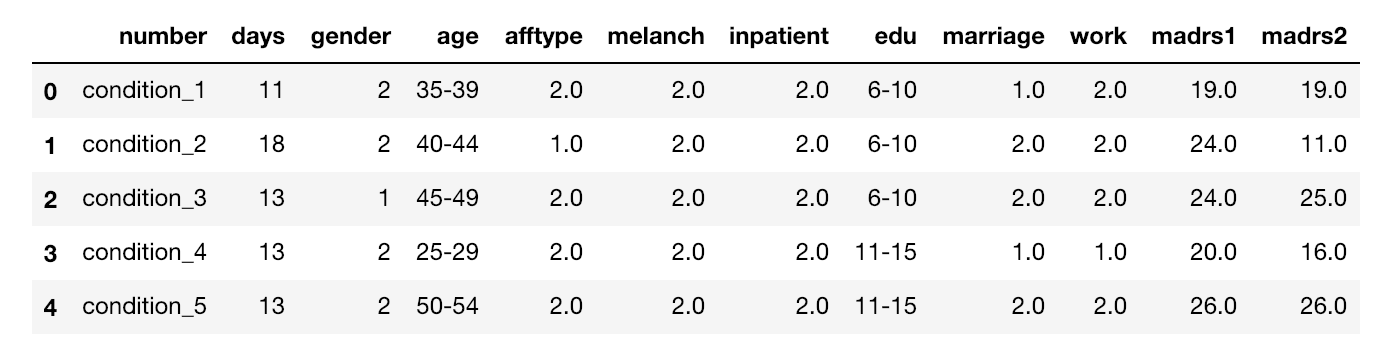 number days gender age afftype melanch inpatient edu marriage work madrs1 madrs2
0 condition_1 11 2 35-39 2.0 2.0 2.0 6-10 1.0 2.0 19.0 19.0
1 condition_2 18 2 40-44 1.0 2.0 2.0 6-10 2.0 2.0 24.0 11.0
2 condition_3 13 1 45-49 2.0 2.0 2.0 6-10 2.0 2.0 24.0 25.0
3 condition_4 13 2 25-29 2.0 2.0 2.0 11-15 1.0 1.0 20.0 16.0
4 condition_5 13 2 50-54 2.0 2.0 2.0 11-15 2.0 2.0 26.0 26.0